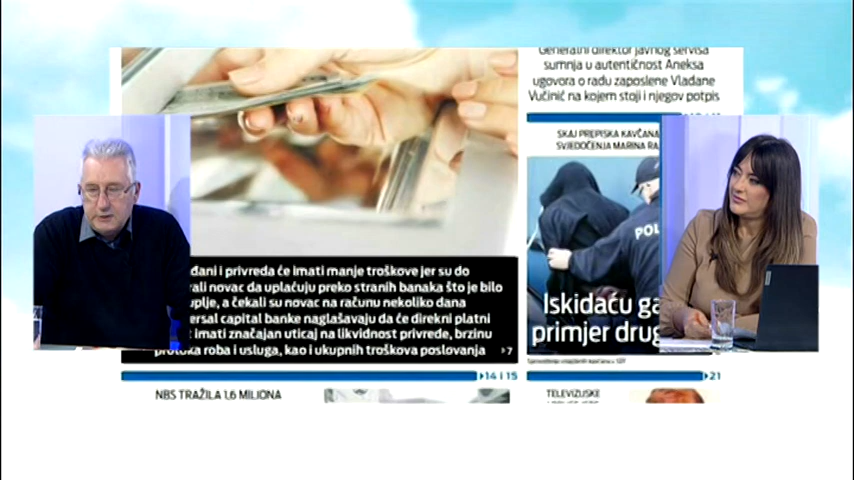 Generalni direktor javnog servisa
sumnja u autentičnost Aneksa
ugovora o radu zaposlene Vlađane
Vučinić na kojem stoji i njegov potpis
SKAJ PREPISKA KAVČANA
SVJEDOČENJA MARINA RA
POLI
Iskidaću ga
primjer drug
21
đani i privreda će imati manje troškove jer su do
ali novac da uplaćuju preko stranih banaka što je bilo
uplje, a čekali su novac na računu nekoliko dana
ersal capital banke naglašavaju da će direkni platni
t imati značajan uticaj na likvidnost privrede, brzinu
protoka roba i usluga, kao i ukupnih troškova poslovanja
7
14 i 15
NBS TRAŽILA 1,6 MILIONA
TELEVIZIJSKE